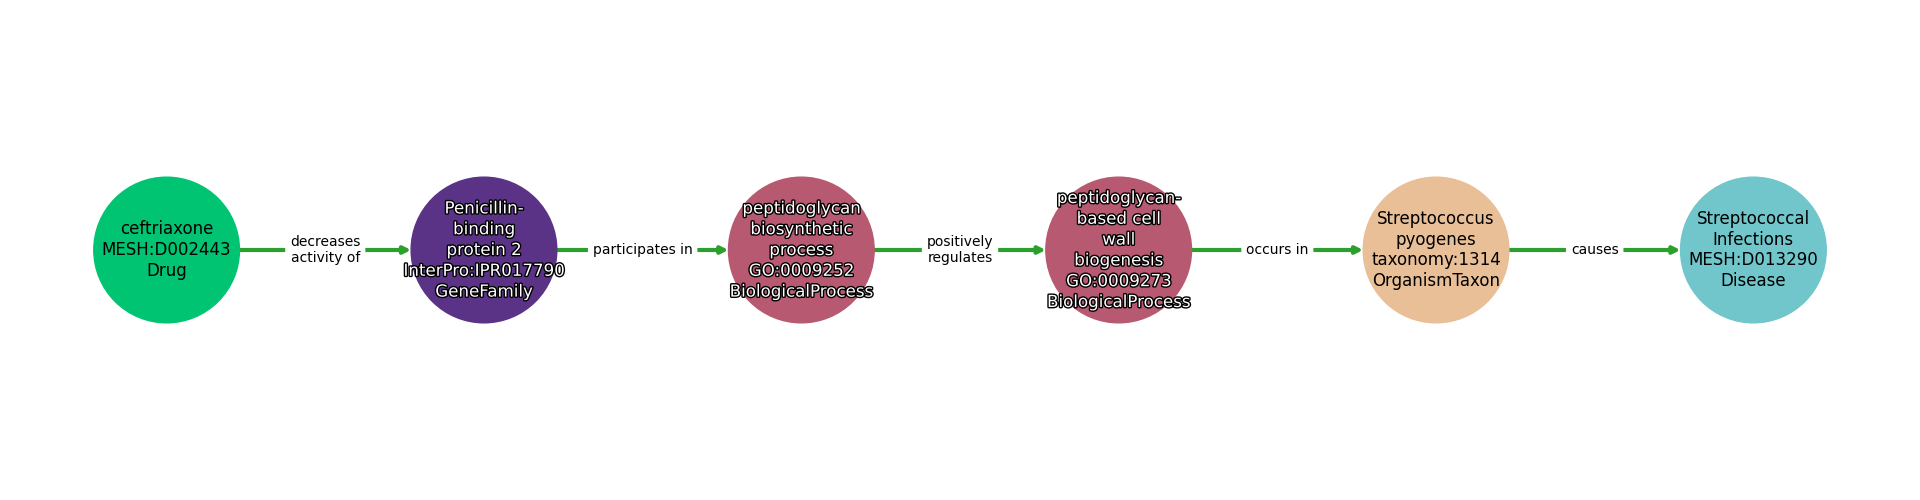 ceftriaxone
MESH:D002443
Drug
decreases
activity of
Penicillin-
binding
protein 2
InterPro:IPR017790
GeneFamily
participates in
peptidoglycan
biosynthetic
process
GO:0009252
BiologicalProcess
positively
regulates
peptidoglycan-
based cell
wall
biogenesis
GO:0009273
BiologicalProcess
occurs in
Streptococcus
pyogenes
taxonomy:1314
OrganismTaxon
causes
Streptococcal
Infections
MESH:D013290
Disease